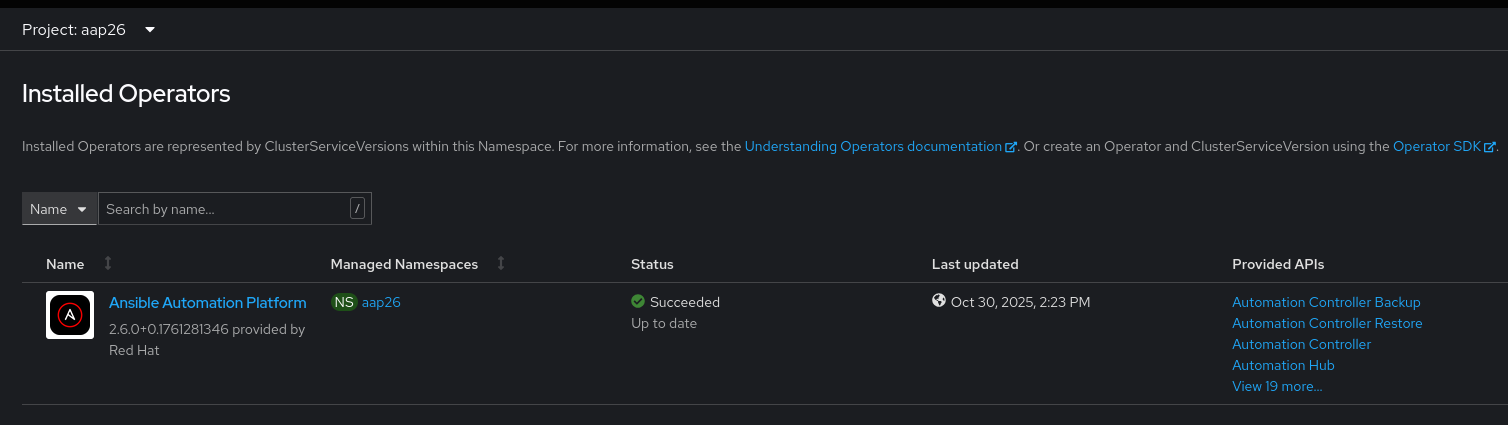 Project: aap26
Installed Operators
Installed Operators are represented by ClusterServiceVersions within this Namespace. For more information, see the Understanding Operators documentation. Or create an Operator and ClusterServiceVersion using the Operator SDK.
Name Search by name... /
Name Managed Namespaces Status Last updated Provided APIs
Ansible Automation Platform
2.6.0+0.1761281346 provided by
Red Hat
NS aap26
Succeeded
Up to date
Oct 30, 2025, 2:23 PM
Automation Controller Backup
Automation Controller Restore
Automation Controller
Automation Hub
View 19 more...